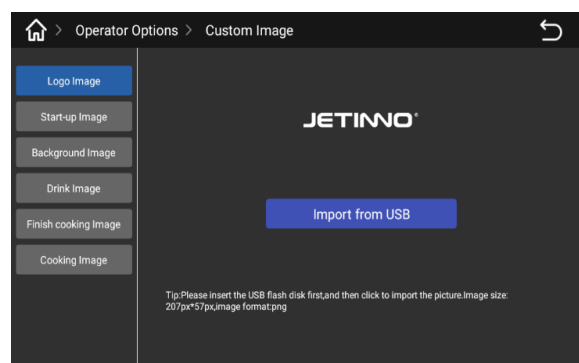 > Operator Options > Custom Image
Logo Image
Start-up Image
Background Image
Drink Image
Finish cooking Image
Cooking Image
JETINNO®
Import from USB
Tip:Please insert the USB flash disk first,and then click to import the picture.Image size:
207px*57px,image format:png